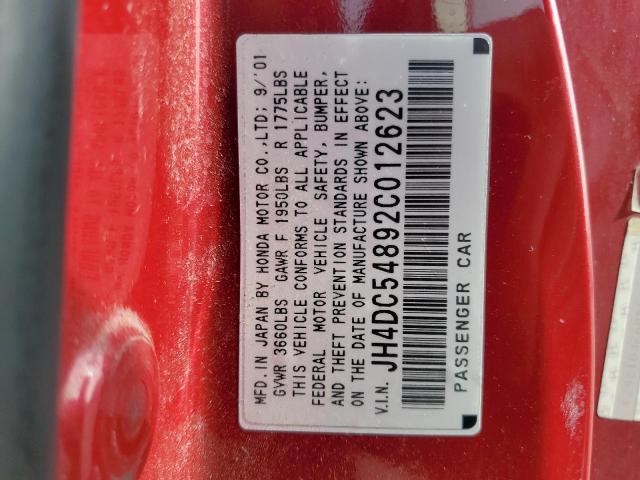 MFD. IN JAPAN BY HONDA MOTOR CO.,LTD; 9/'01
GVWR 3660LBS GAWR F 1950LBS R 1775LBS
THIS VEHICLE CONFORMS TO ALL APPLICABLE
FEDERAL MOTOR VEHICLE SAFETY, BUMPER,
AND THEFT PREVENTION STANDARDS IN EFFECT
ON THE DATE OF MANUFACTURE SHOWN ABOVE:
V.I.N. JH4DC54892C012623
PASSENGER CAR